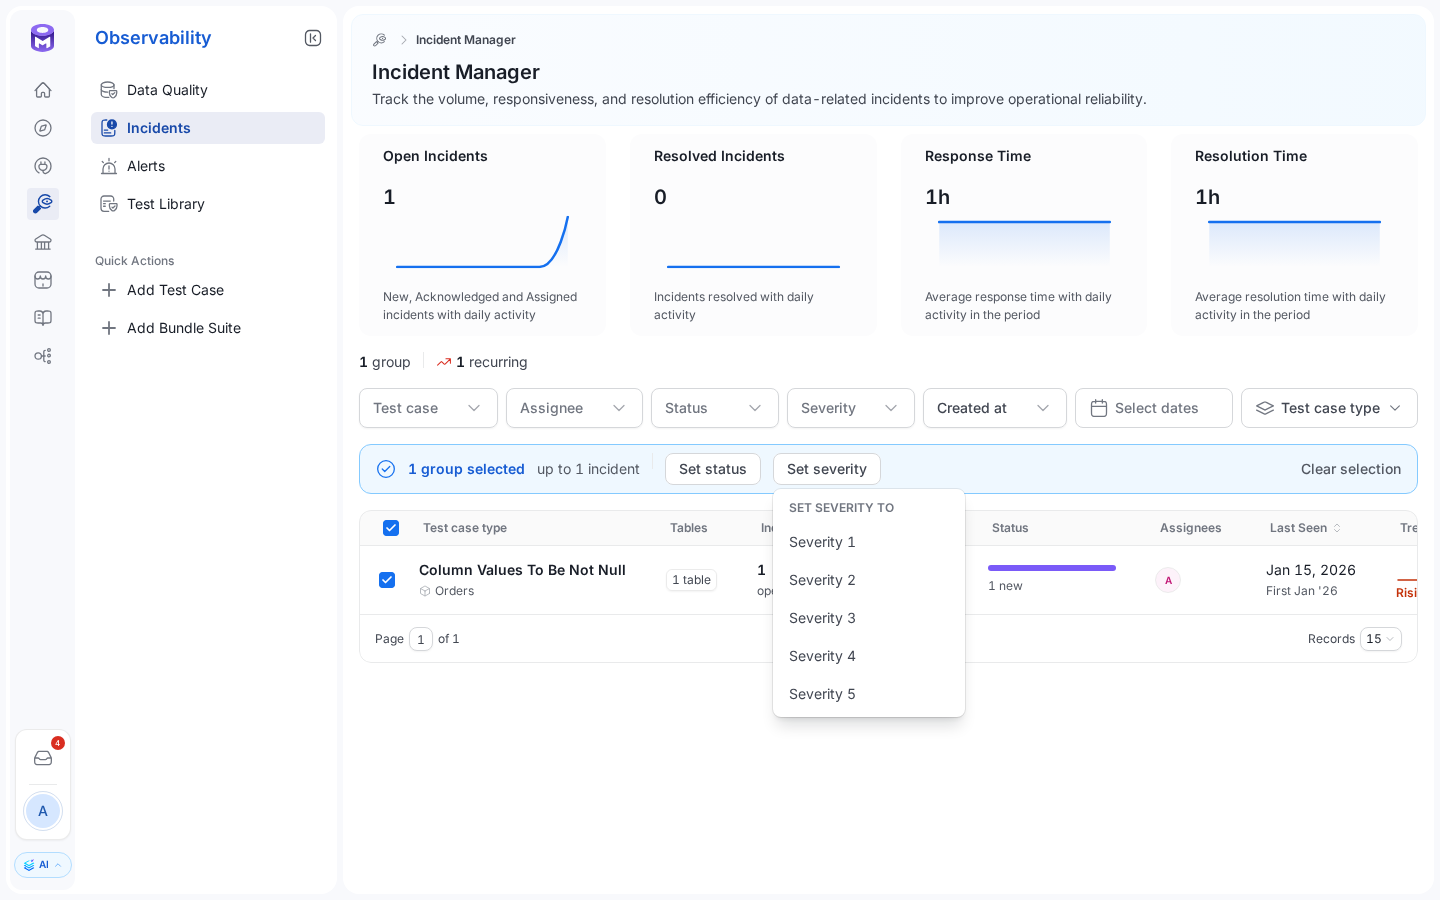 Observability
Data Quality
Incidents
Alerts
Test Library
Quick Actions
Add Test Case
Add Bundle Suite
4
A
AI
Incident Manager
Incident Manager
Track the volume, responsiveness, and resolution efficiency of data-related incidents to improve operational reliability.
Open Incidents
1
New, Acknowledged and Assigned
incidents with daily activity
Resolved Incidents
0
Incidents resolved with daily
activity
Response Time
1h
Average response time with daily
activity in the period
Resolution Time
1h
Average resolution time with daily
activity in the period
1 group 1 recurring
Test case Assignee Status Severity Created at Select dates Test case type
1 group selected up to 1 incident Set status Set severity Clear selection
SET SEVERITY TO
Severity 1
Severity 2
Severity 3
Severity 4
Severity 5
Test case type Tables Status Assignees Last Seen
Column Values To Be Not Null
Orders
1 table
1
1 new
A
Jan 15, 2026
First Jan '26
Page 1 of 1
Records 15